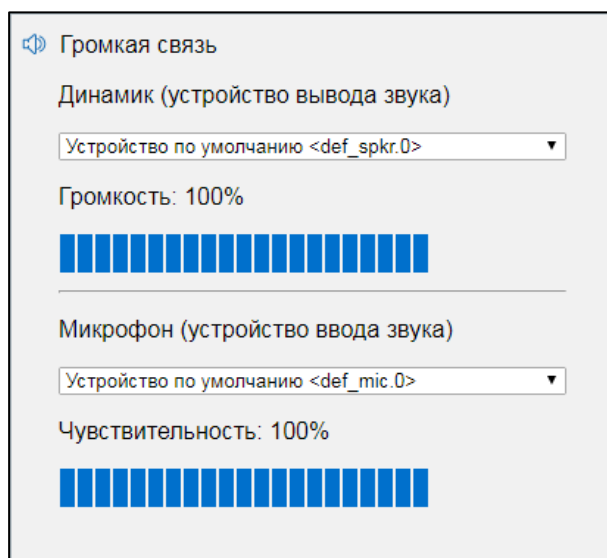 Громкая связь
Динамик (устройство вывода звука)
Устройство по умолчанию <def_spkr.0>
Громкость: 100%
Микрофон (устройство ввода звука)
Устройство по умолчанию <def_mic.0>
Чувствительность: 100%